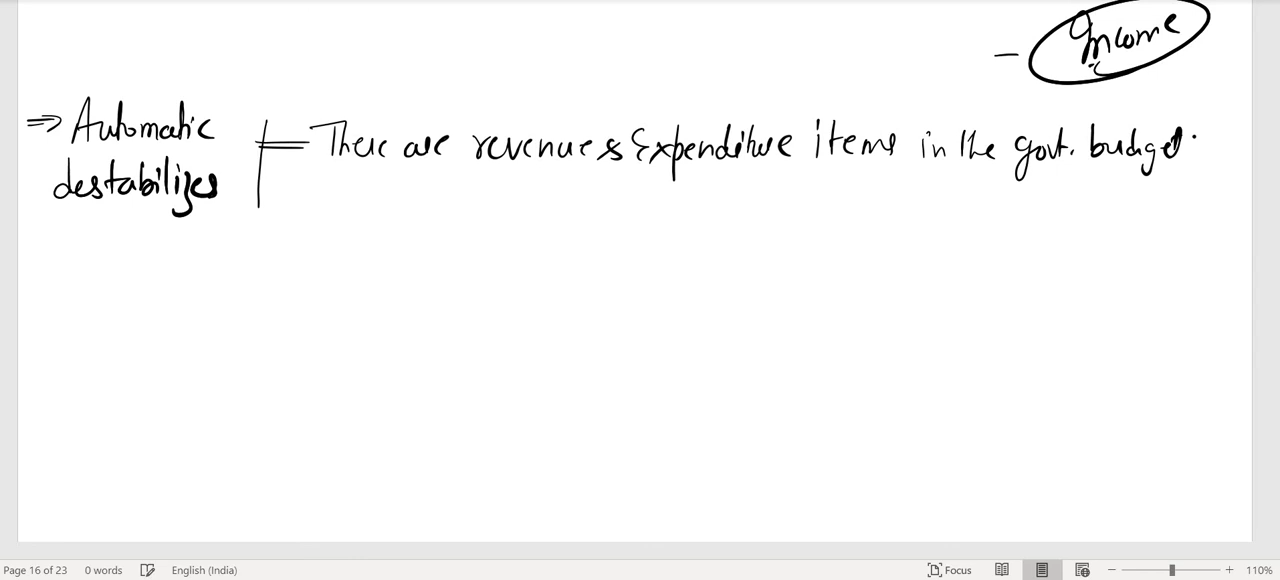 - Income
⇒ Automatic destabilizes
- There are revenue & Expenditure items in the govt. budget.
Page 16 of 23 0 words English (India) Focus 110%